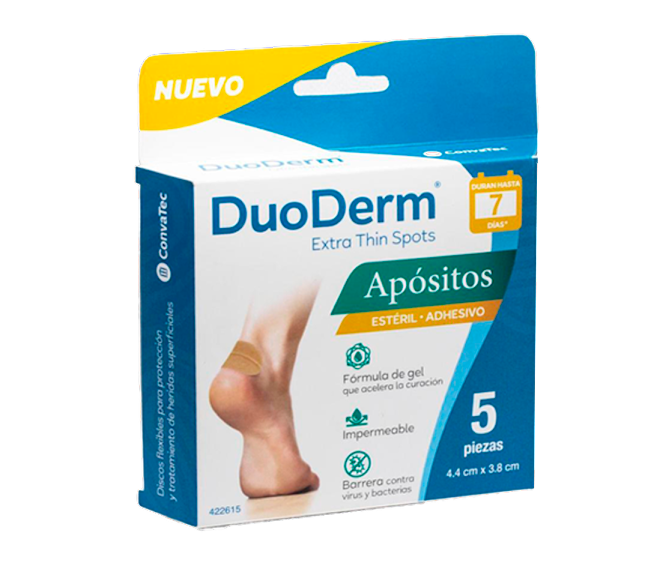 NUEVO
DuoDerm
ConvaTec
ConvaTec
Discos flexibles para protección
y tratamiento de heridas superficiales
DuoDerm®
Extra Thin Spots
DURAN HASTA
7
DÍAS*
Apósitos
ESTÉRIL • ADHESIVO
Fórmula de gel
que acelera la curación
Impermeable
Barrera contra
virus y bacterias
5
piezas
4.4 cm x 3.8 cm
422615